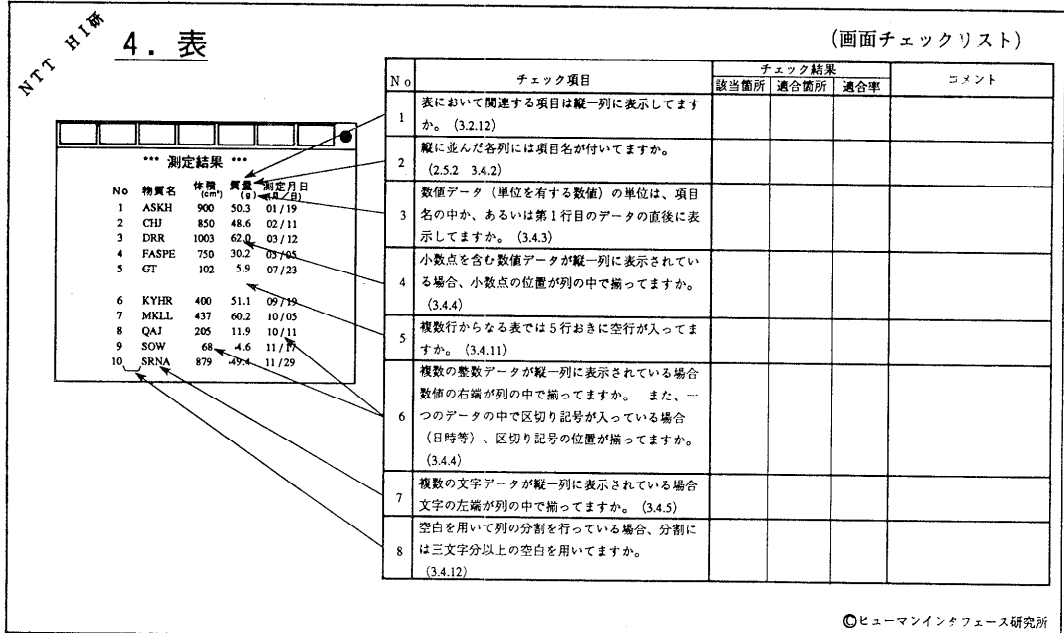 NTT HI研
4．表
(画面チェックリスト)
*** 測定結果 ***
No 物質名 体積(cm³) 質量(g) 測定月日(月／日)
1 ASKH 900 50.3 01/19
2 CHJ 850 48.6 02/11
3 DRR 1003 62.0 03/12
4 FASPE 750 30.2 05/05
5 GT 102 5.9 07/23
6 KYHR 400 51.1 09/19
7 MKLL 437 60.2 10/05
8 QAJ 205 11.9 10/11
9 SOW 68 4.6 11/17
10 SRNA 879 49.4 11/29
No チェック項目 チェック結果 コメント
該当箇所 適合箇所 適合率
1 表において関連する項目は縦一列に表示してます
か。(3.2.12)
2 縦に並んだ各列には項目名が付いてますか。
(2.5.2 3.4.2)
3 数値データ（単位を有する数値）の単位は、項目
名の中か、あるいは第1行目のデータの直後に表
示してますか。(3.4.3)
4 小数点を含む数値データが縦一列に表示されてい
る場合、小数点の位置が列の中で揃ってますか。
(3.4.4)
5 複数行からなる表では5行おきに空行が入ってま
すか。(3.4.11)
6 複数の整数データが縦一列に表示されている場合
数値の右端が列の中で揃ってますか。 また、一
つのデータの中で区切り記号が入っている場合
（日時等）、区切り記号の位置が揃ってますか。
(3.4.4)
7 複数の文字データが縦一列に表示されている場合
文字の左端が列の中で揃ってますか。(3.4.5)
8 空白を用いて列の分割を行っている場合、分割に
は三文字分以上の空白を用いてますか。
(3.4.12)
©ヒューマンインタフェース研究所